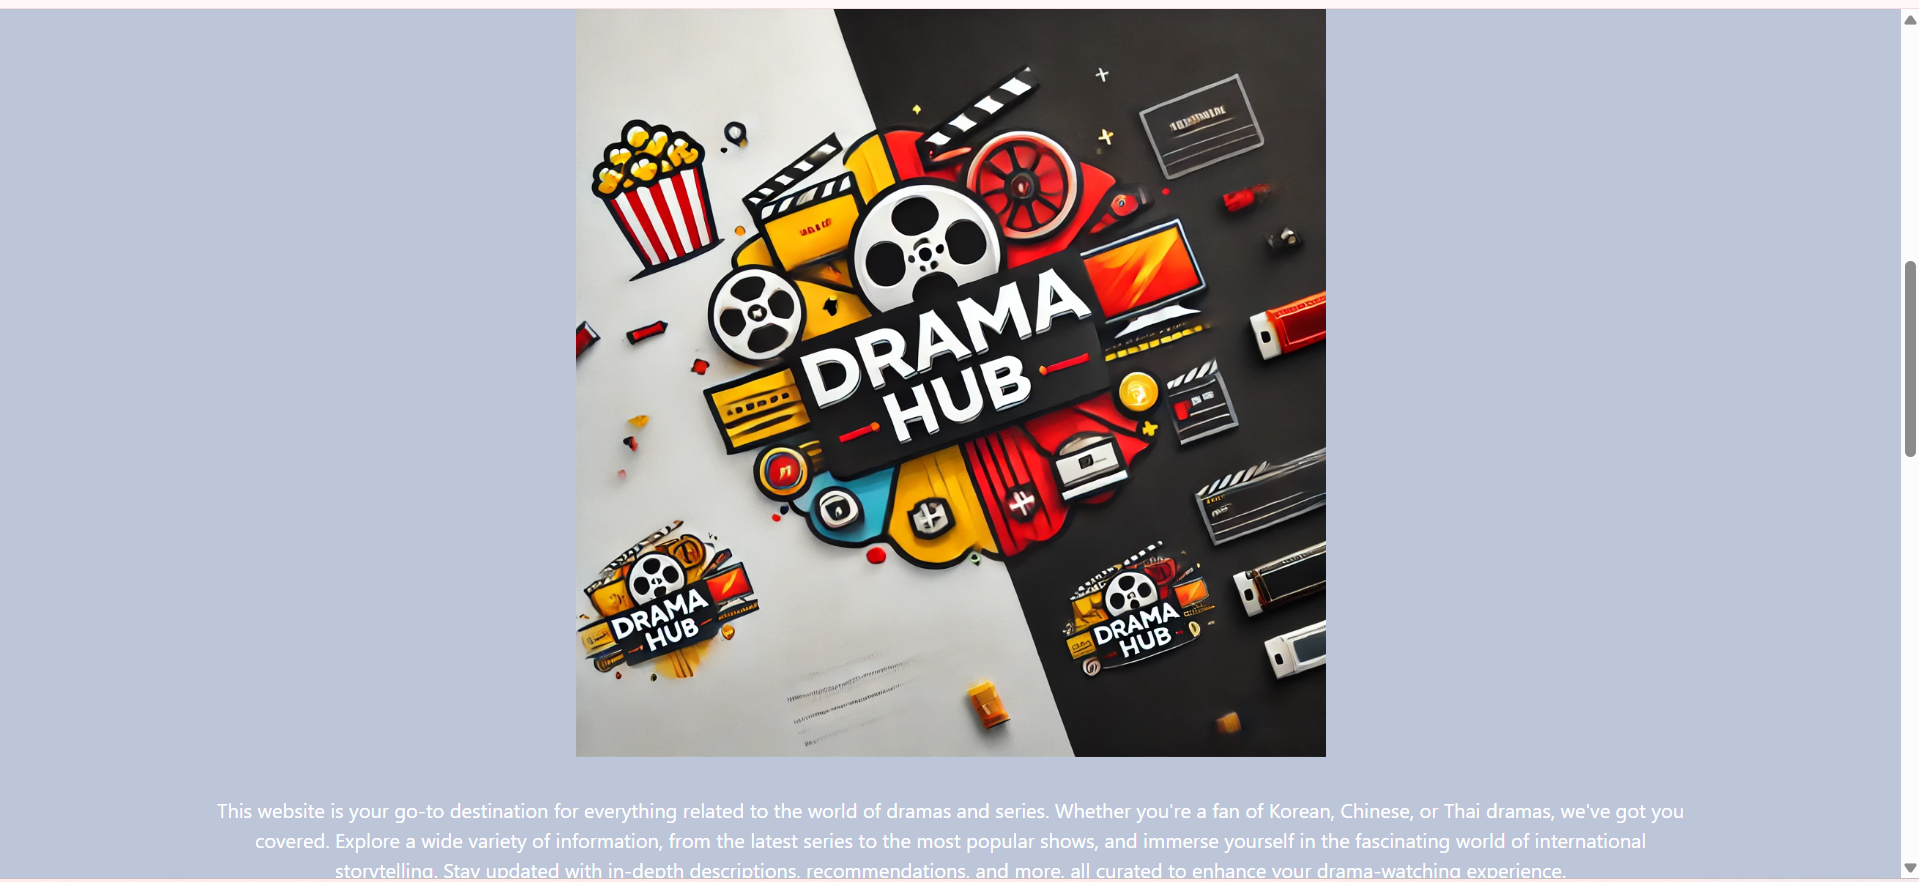 DRAMA
HUB
DRAMA
HUB
DRAMA
HUB
This website is your go-to destination for everything related to the world of dramas and series. Whether you're a fan of Korean, Chinese, or Thai dramas, we've got you
covered. Explore a wide variety of information, from the latest series to the most popular shows, and immerse yourself in the fascinating world of international
storytelling. Stay updated with in-depth descriptions, recommendations, and more, all curated to enhance your drama-watching experience.